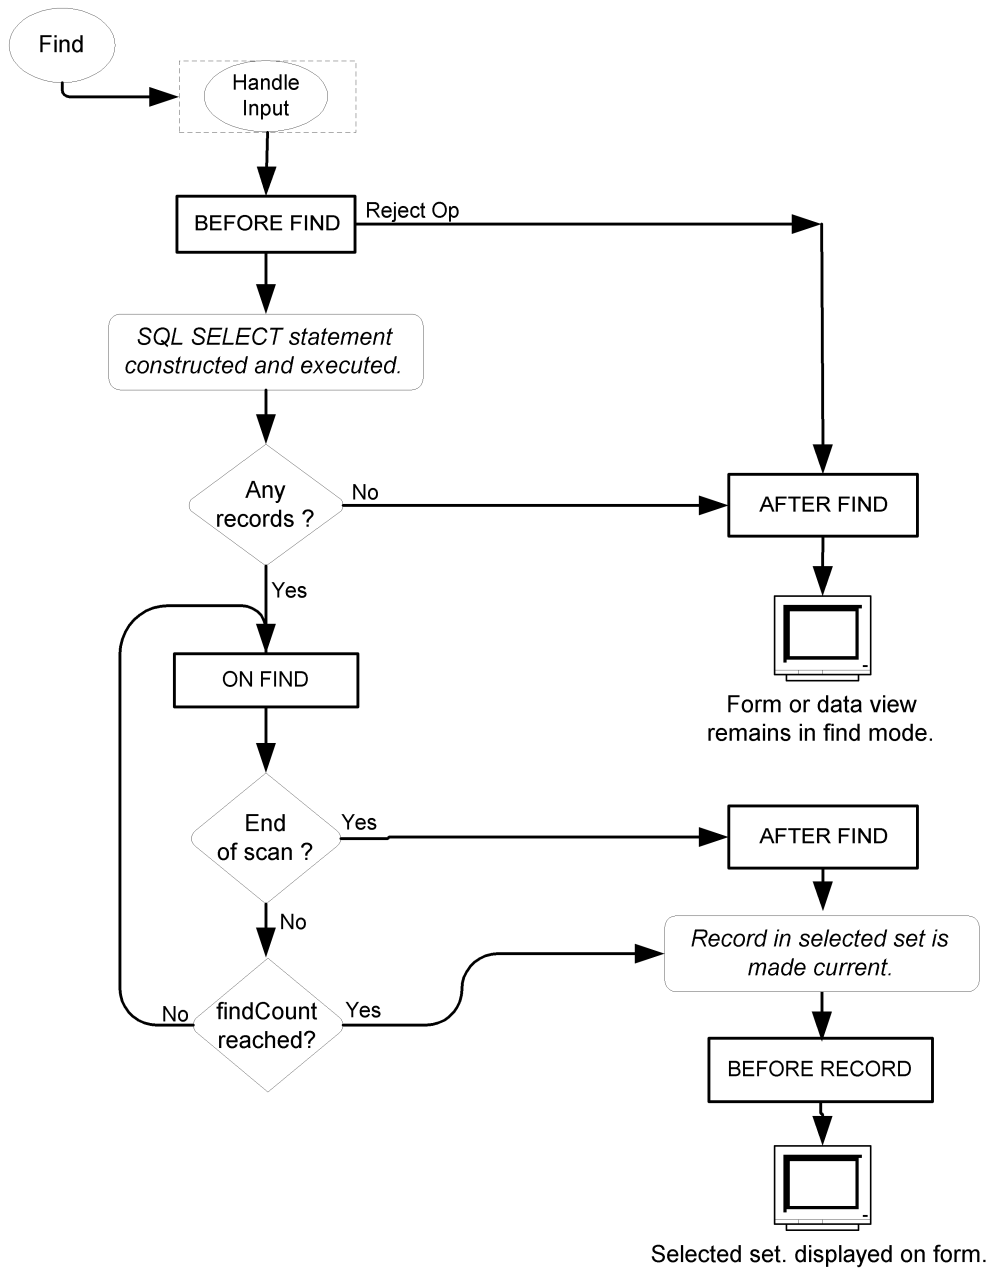 Find
Handle
Input
BEFORE FIND
Reject Op
SQL SELECT statement
constructed and executed.
Any
records ?
No
AFTER FIND
Yes
ON FIND
Form or data view
remains in find mode.
End
of scan ?
Yes
AFTER FIND
No
Record in selected set is
made current.
findCount
reached?
No
Yes
BEFORE RECORD
Selected set. displayed on form.